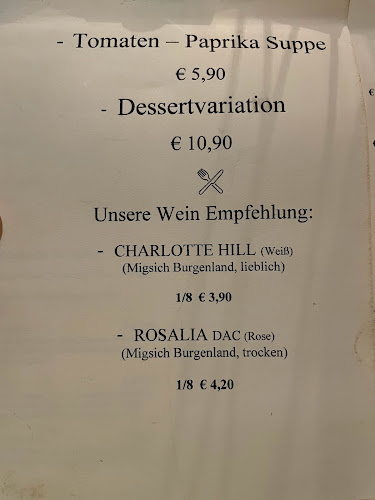 - Tomaten – Paprika Suppe
€ 5,90
- Dessertvariation
€ 10,90
Unsere Wein Empfehlung:
- CHARLOTTE HILL (Weiß)
(Migsich Burgenland, lieblich)
1/8 € 3,90
- ROSALIA DAC (Rose)
(Migsich Burgenland, trocken)
1/8 € 4,20
€